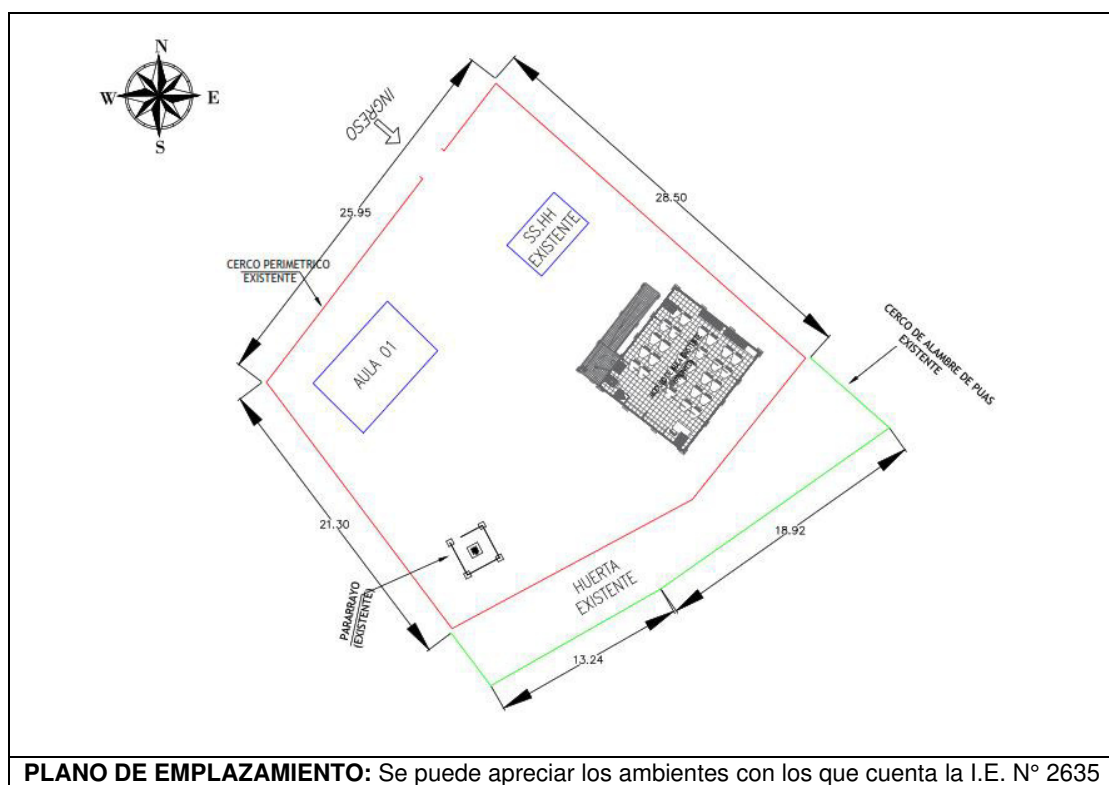 N
W E
S
INGRESO
25.95
28.50
SS.HH
EXISTENTE
CERCO PERIMETRICO
EXISTENTE
AULA 01
CERCO DE ALAMBRE DE PUAS
EXISTENTE
21.30
18.92
PARARRAYO
(EXISTENTE)
HUERTA
EXISTENTE
13.24
PLANO DE EMPLAZAMIENTO: Se puede apreciar los ambientes con los que cuenta la I.E. N° 2635